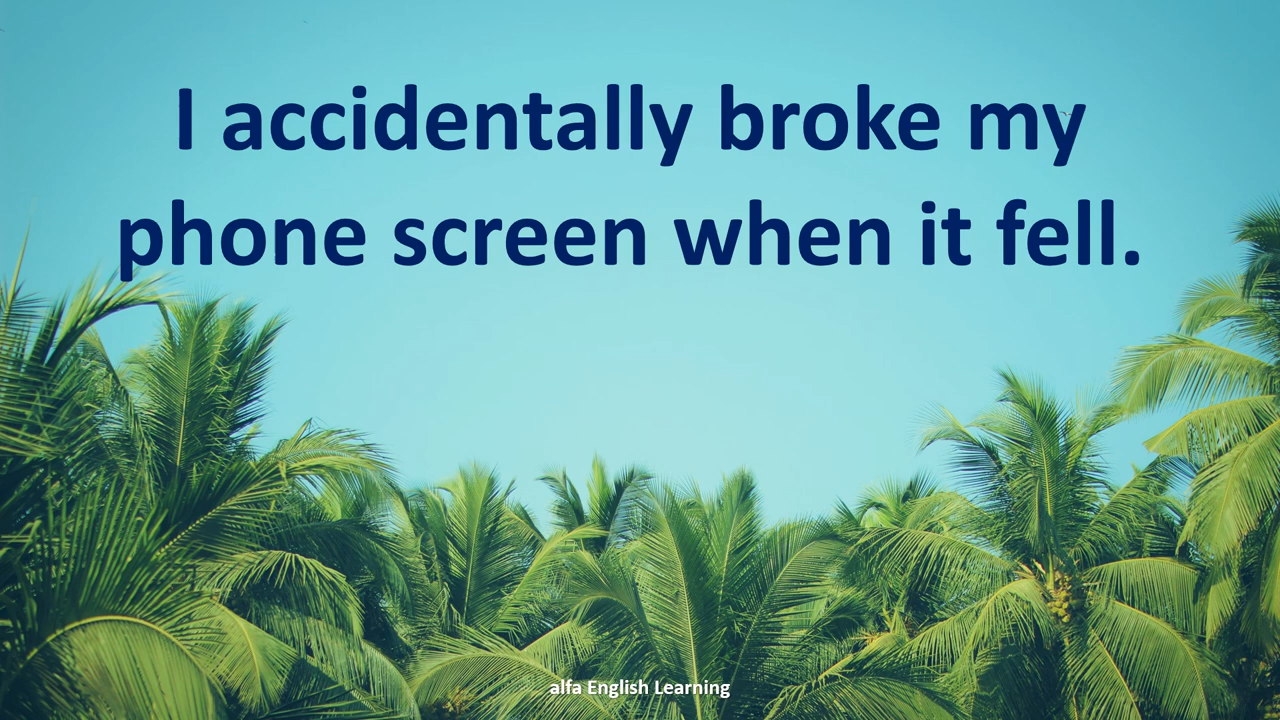 I accidentally broke my
phone screen when it fell.
alfa English Learning